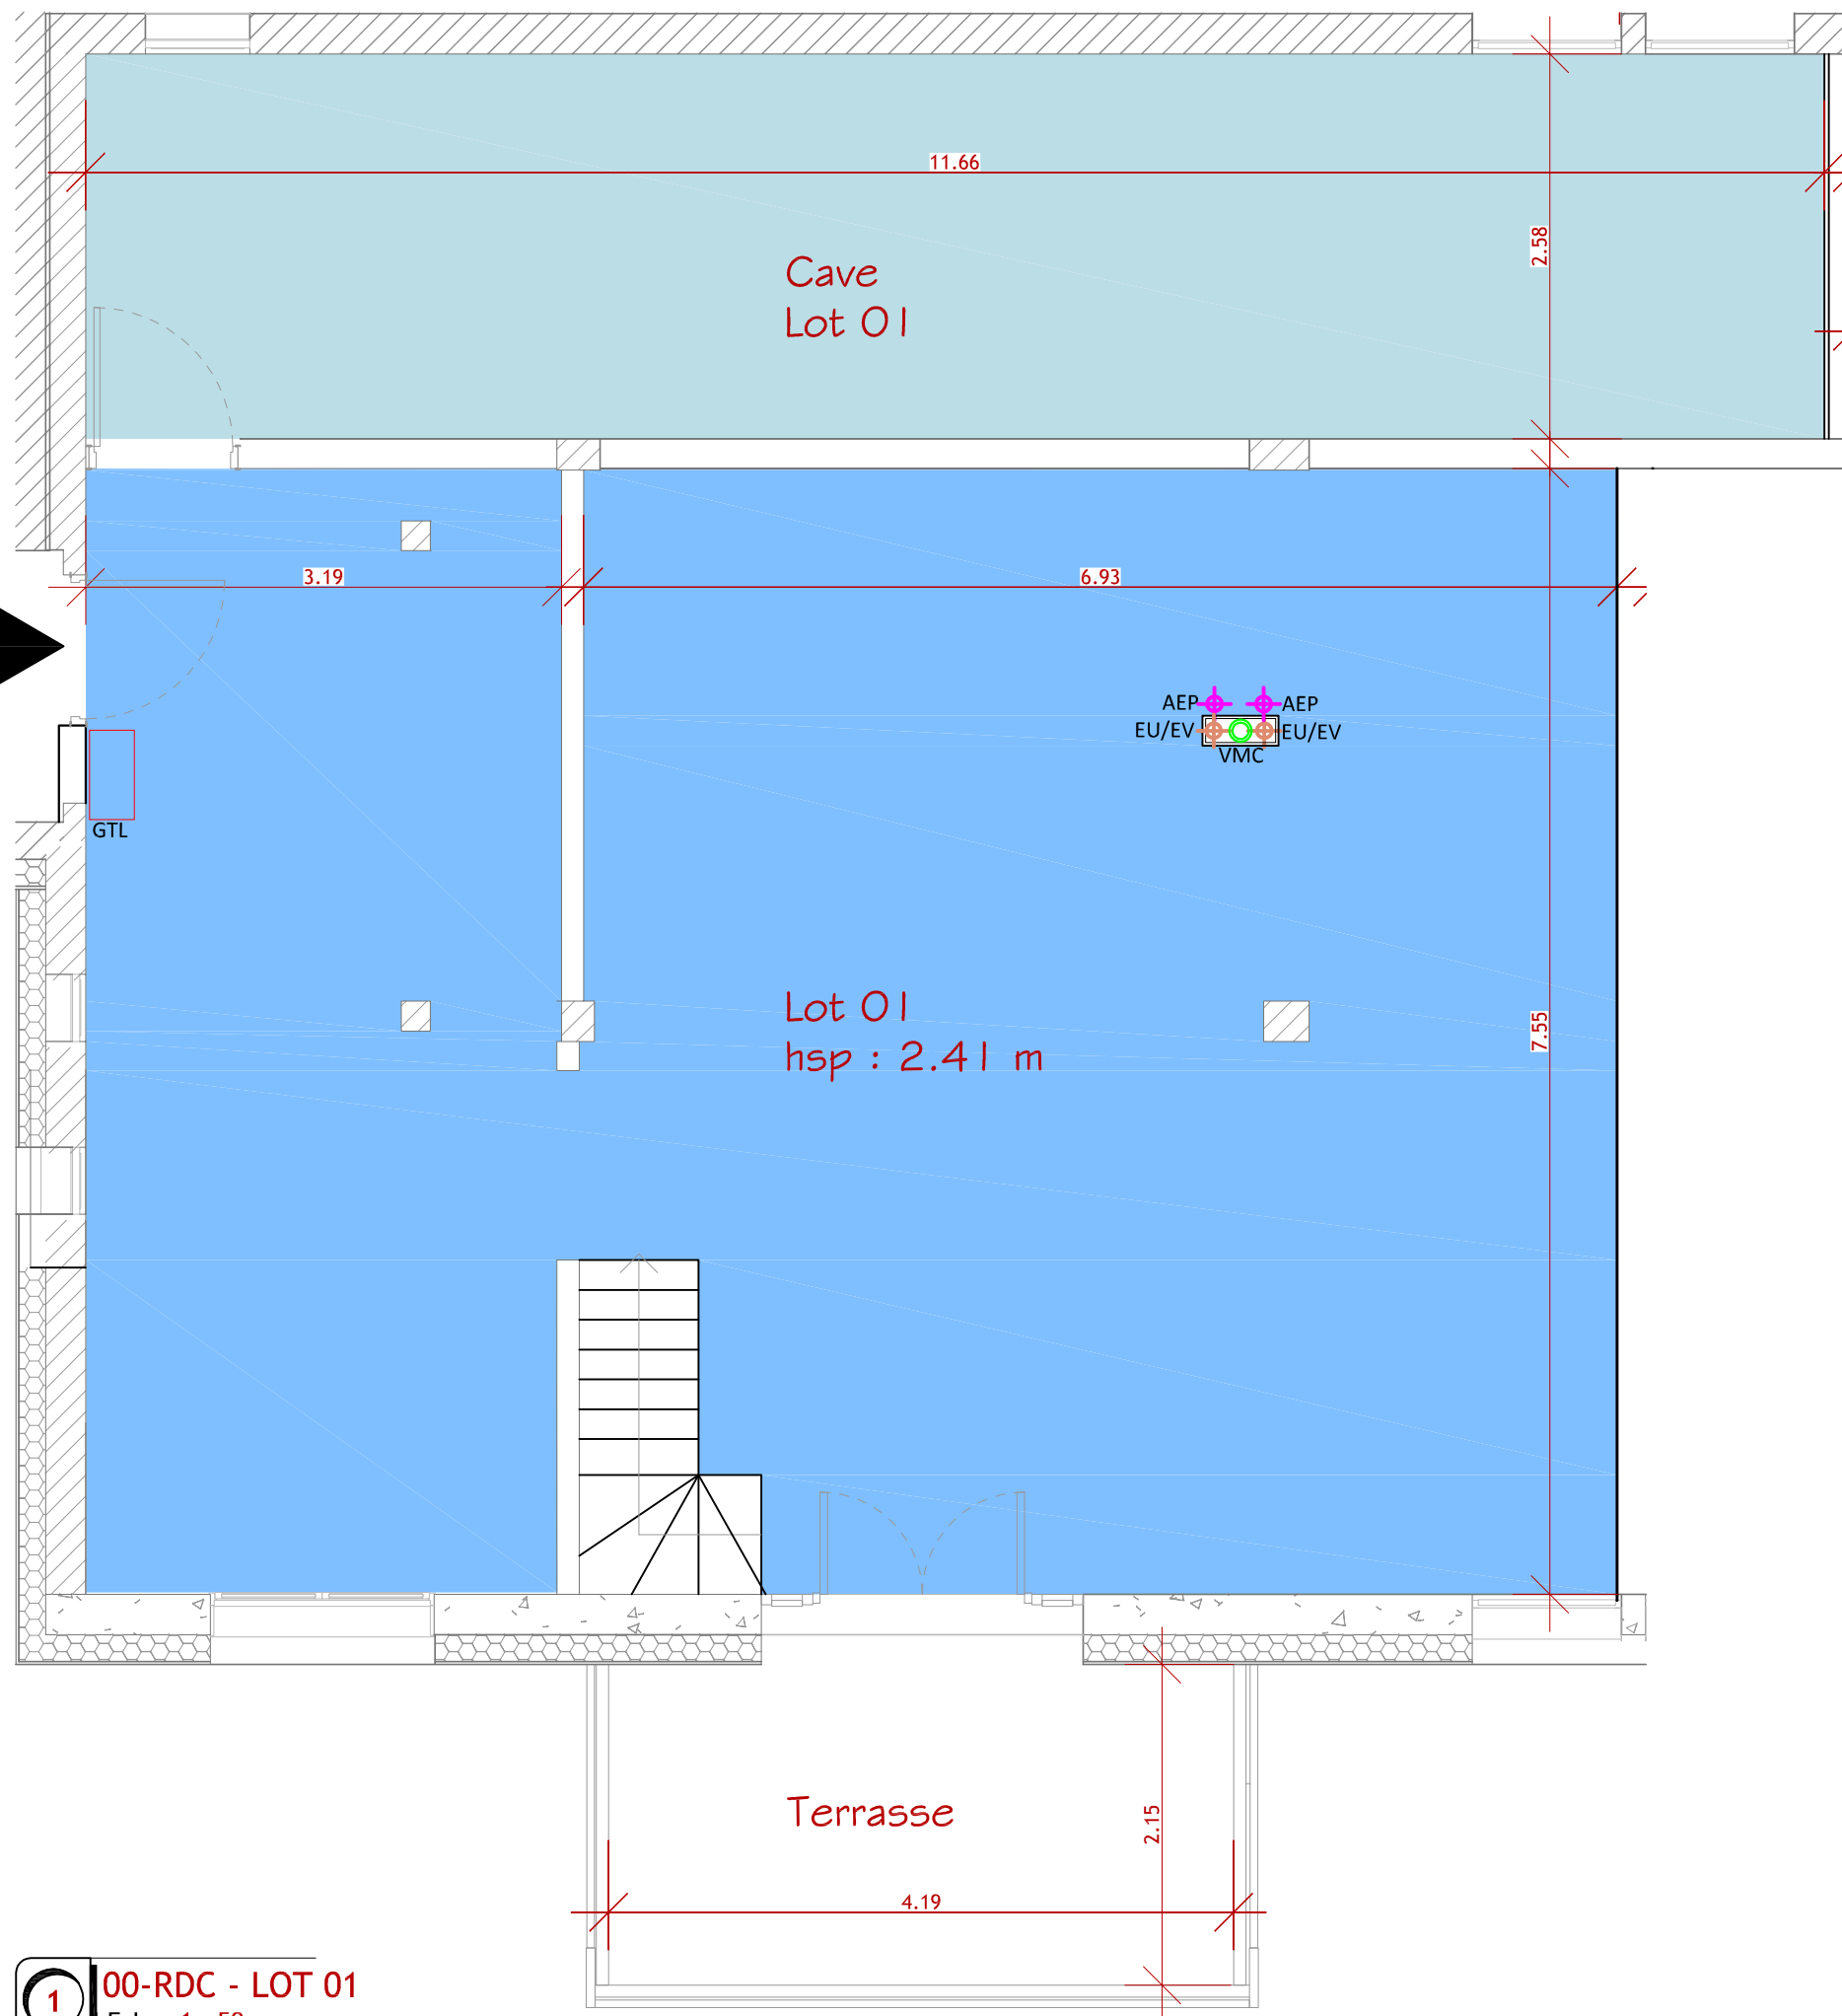 11.66
2.58
Cave
Lot 01
3.19
6.93
AEP
AEP
EU/EV
EU/EV
VMC
GTL
Lot 01
hsp : 2.41 m
7.55
Terrasse
2.15
4.19
1
00-RDC - LOT 01